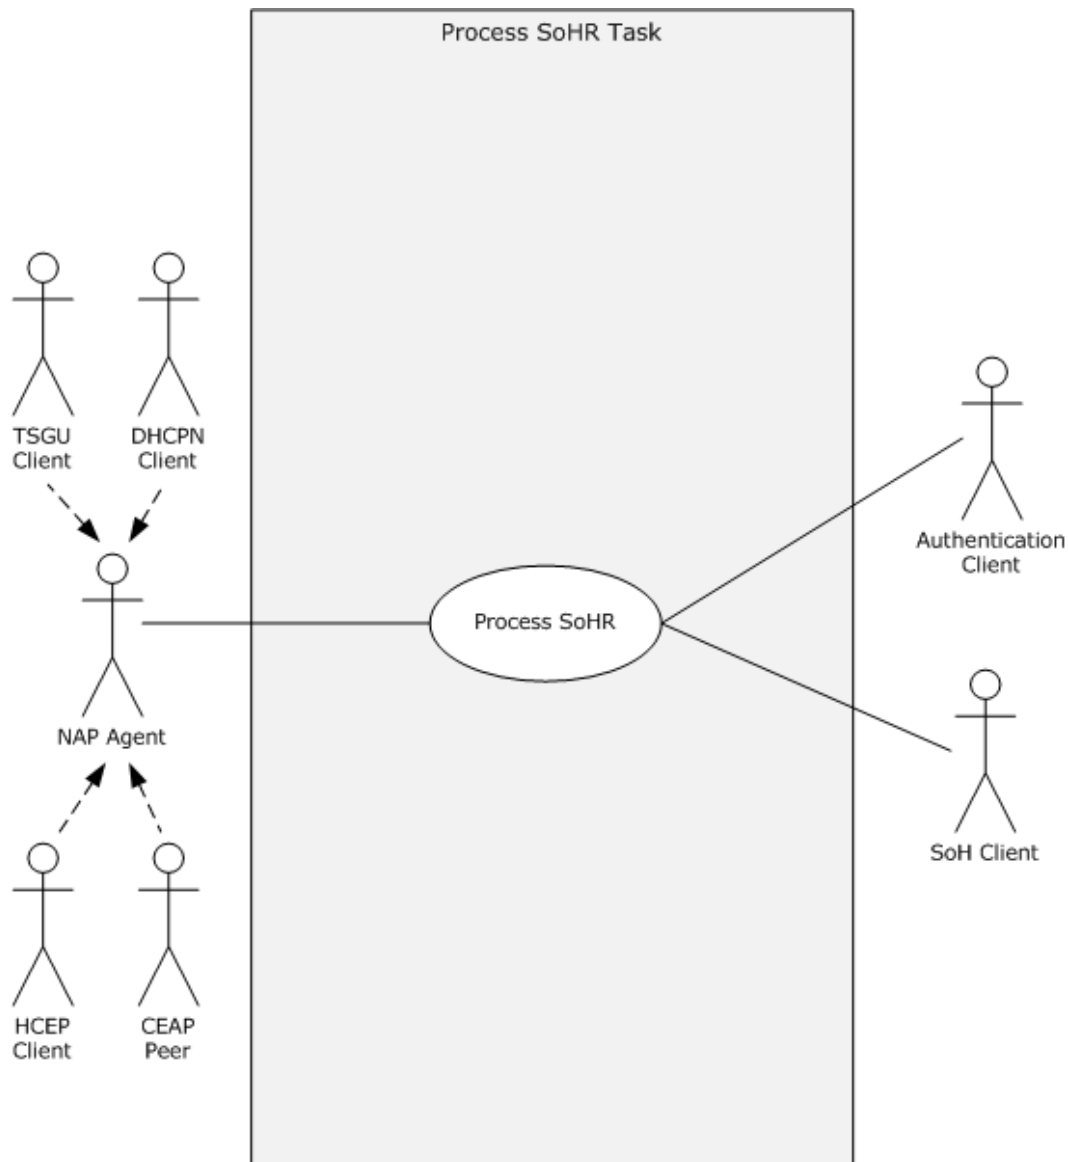 Process SoHR Task
TSGU
Client
DHCPN
Client
Authentication
Client
Process SoHR
NAP Agent
SoH Client
HCEP
Client
CEAP
Peer